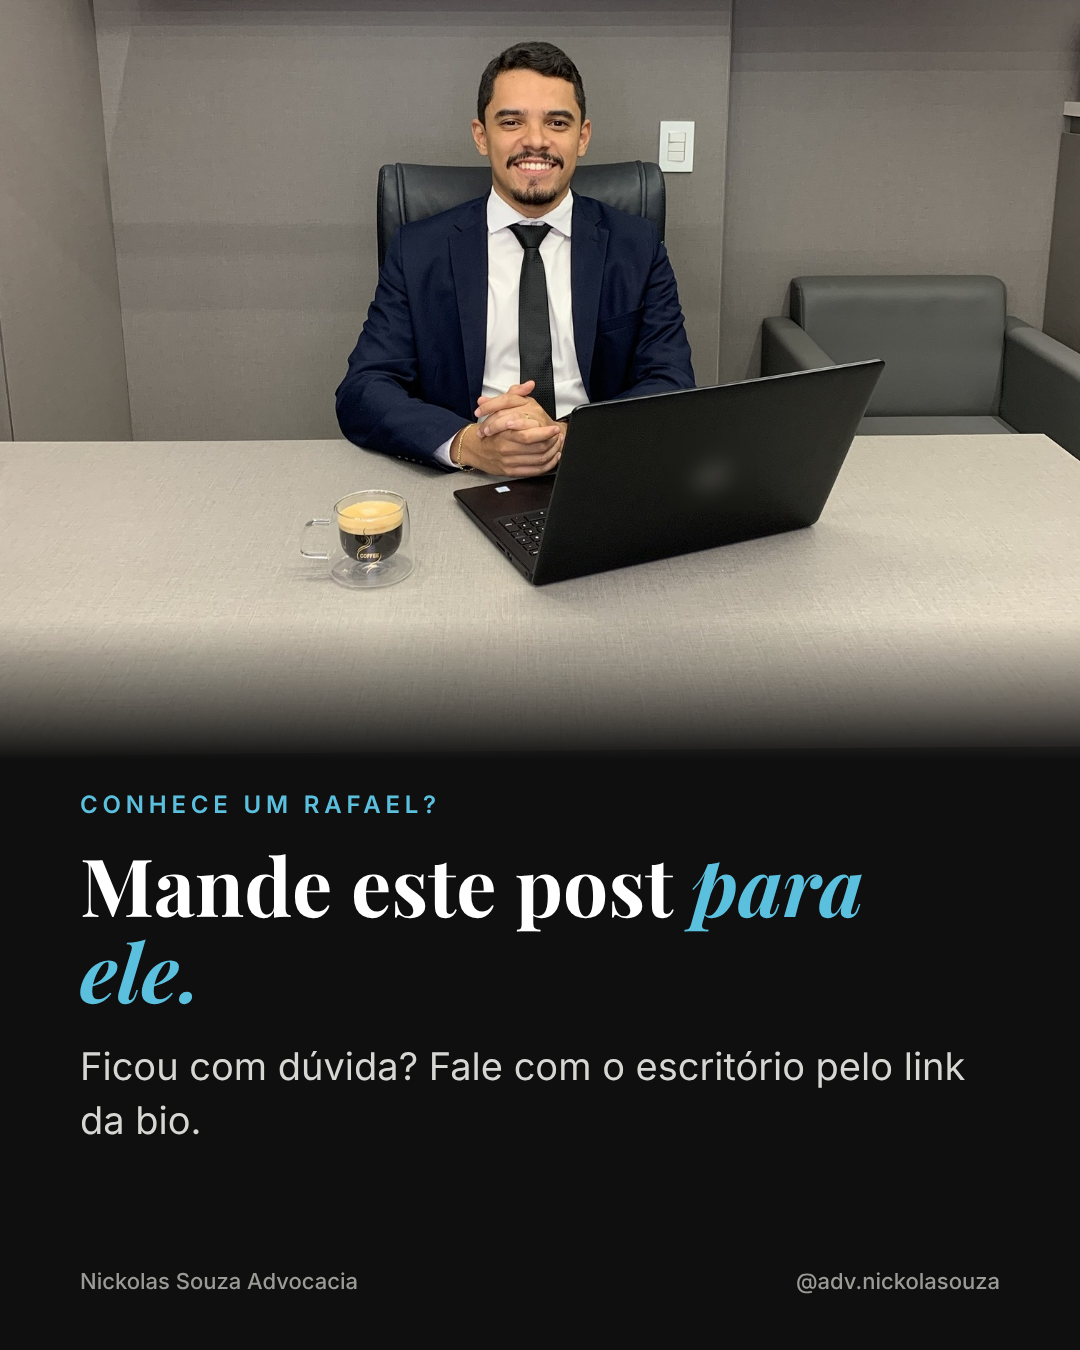 COFFEE
CONHECE UM RAFAEL?
Mande este post para
ele.
Ficou com dúvida? Fale com o escritório pelo link
da bio.
Nickolas Souza Advocacia
@adv.nickolasouza